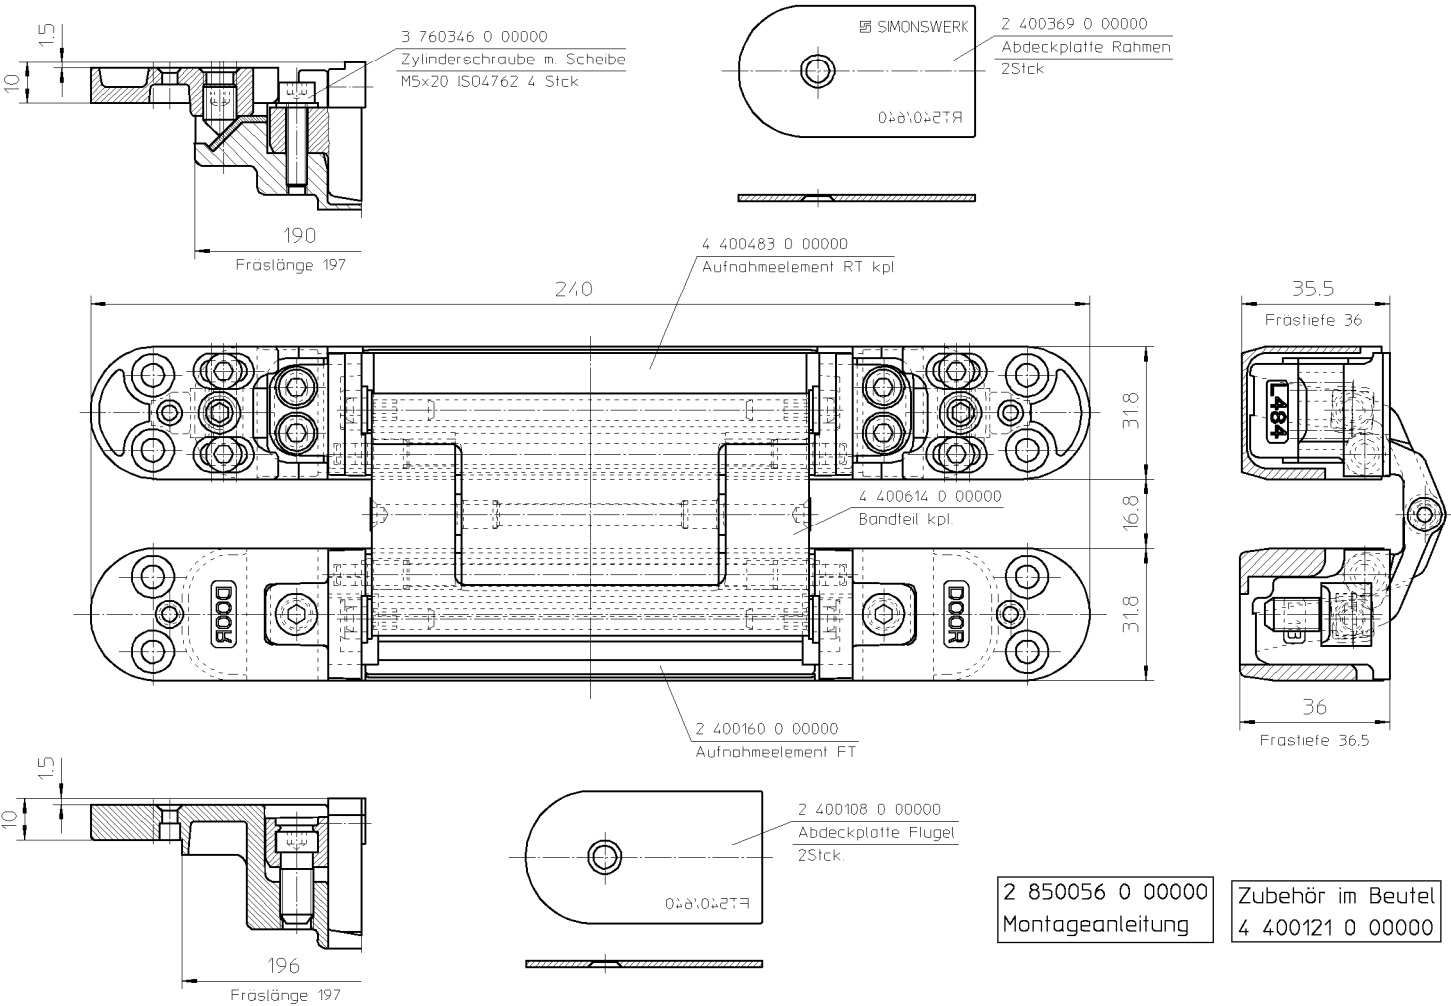 1.5
10
3 760346 0 00000
Zylinderschraube m. Scheibe
M5x20 ISO4762 4 Stck
190
Fräslänge 197
SIMONSWERK
RT540\640
2 400369 0 00000
Abdeckplatte Rahmen
2Stck
4 400483 0 00000
Aufnahmeelement RT kpl
240
35.5
Frästiefe 36
31.8
16.8
31.8
L484
4 400614 0 00000
Bandteil kpl.
DOOR
DOOR
13
36
Frästiefe 36.5
2 400160 0 00000
Aufnahmeelement FT
1.5
10
196
Fräslänge 197
FT540\640
2 400108 0 00000
Abdeckplatte Flügel
2Stck.
2 850056 0 00000
Montageanleitung
Zubehör im Beutel
4 400121 0 00000